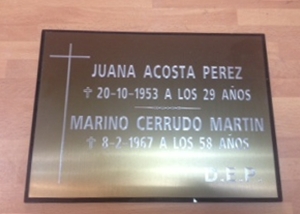 JUANA ACOSTA PEREZ
✝ 20-10-1953 A LOS 29 AÑOS
MARINO CERRUDO MARTIN
✝ 8-2-1967 A LOS 58 AÑOS
D.E.P.